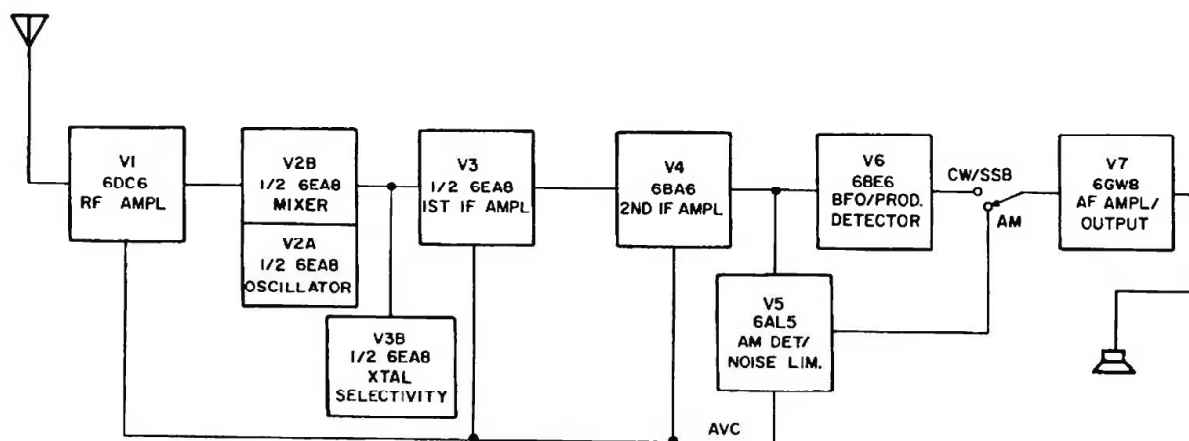 V1
6DC6
RF AMPL
V2B
1/2 6EA8
MIXER
V2A
1/2 6EA8
OSCILLATOR
V3B
1/2 6EA8
XTAL
SELECTIVITY
V3
1/2 6EA8
1ST IF AMPL
V4
6BA6
2ND IF AMPL
V6
6BE6
BFO/PROD.
DETECTOR
V5
6AL5
AM DET/
NOISE LIM.
CW/SSB
AM
V7
6GW8
AF AMPL/
OUTPUT
AVC